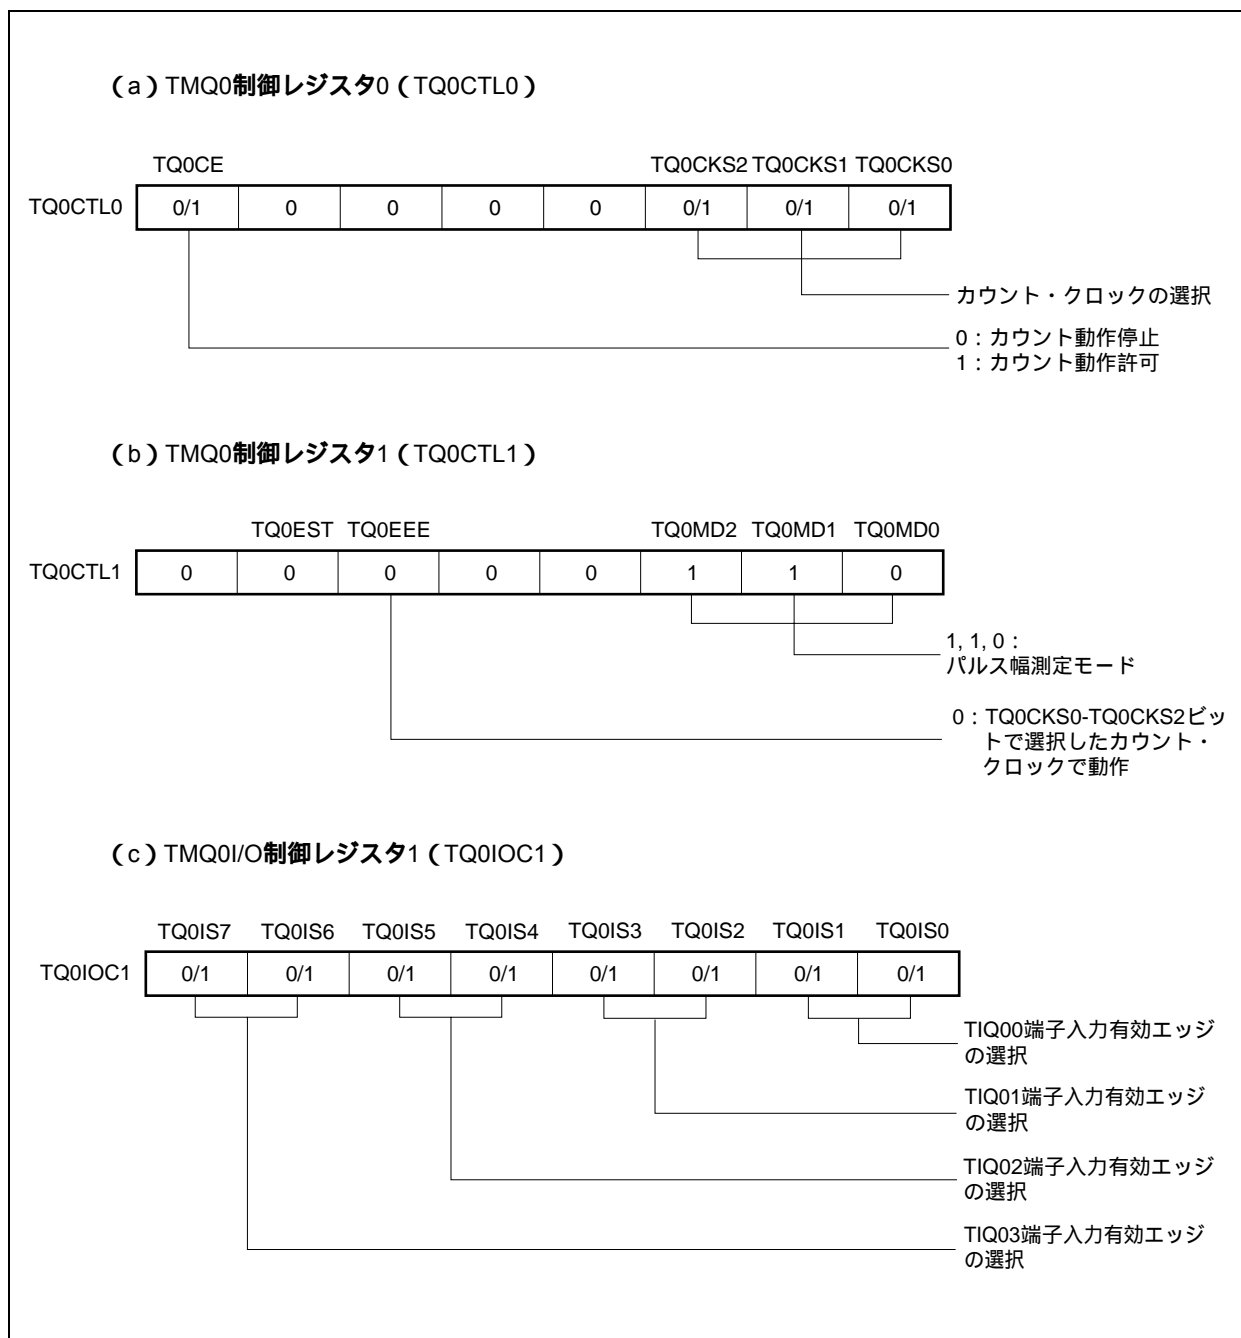 (a)TMQ0制御レジスタ0(TQ0CTL0)
TQ0CE TQ0CKS2 TQ0CKS1 TQ0CKS0
TQ0CTL0 0/1 0 0 0 0 0/1 0/1 0/1
カウント・クロックの選択
0:カウント動作停止
1:カウント動作許可
(b)TMQ0制御レジスタ1(TQ0CTL1)
TQ0EST TQ0EEE TQ0MD2 TQ0MD1 TQ0MD0
TQ0CTL1 0 0 0 0 0 1 1 0
1, 1, 0:
パルス幅測定モード
0:TQ0CKS0-TQ0CKS2ビッ
トで選択したカウント・
クロックで動作
(c)TMQ0I/O制御レジスタ1(TQ0IOC1)
TQ0IS7 TQ0IS6 TQ0IS5 TQ0IS4 TQ0IS3 TQ0IS2 TQ0IS1 TQ0IS0
TQ0IOC1 0/1 0/1 0/1 0/1 0/1 0/1 0/1 0/1
TIQ00端子入力有効エッジ
の選択
TIQ01端子入力有効エッジ
の選択
TIQ02端子入力有効エッジ
の選択
TIQ03端子入力有効エッジ
の選択